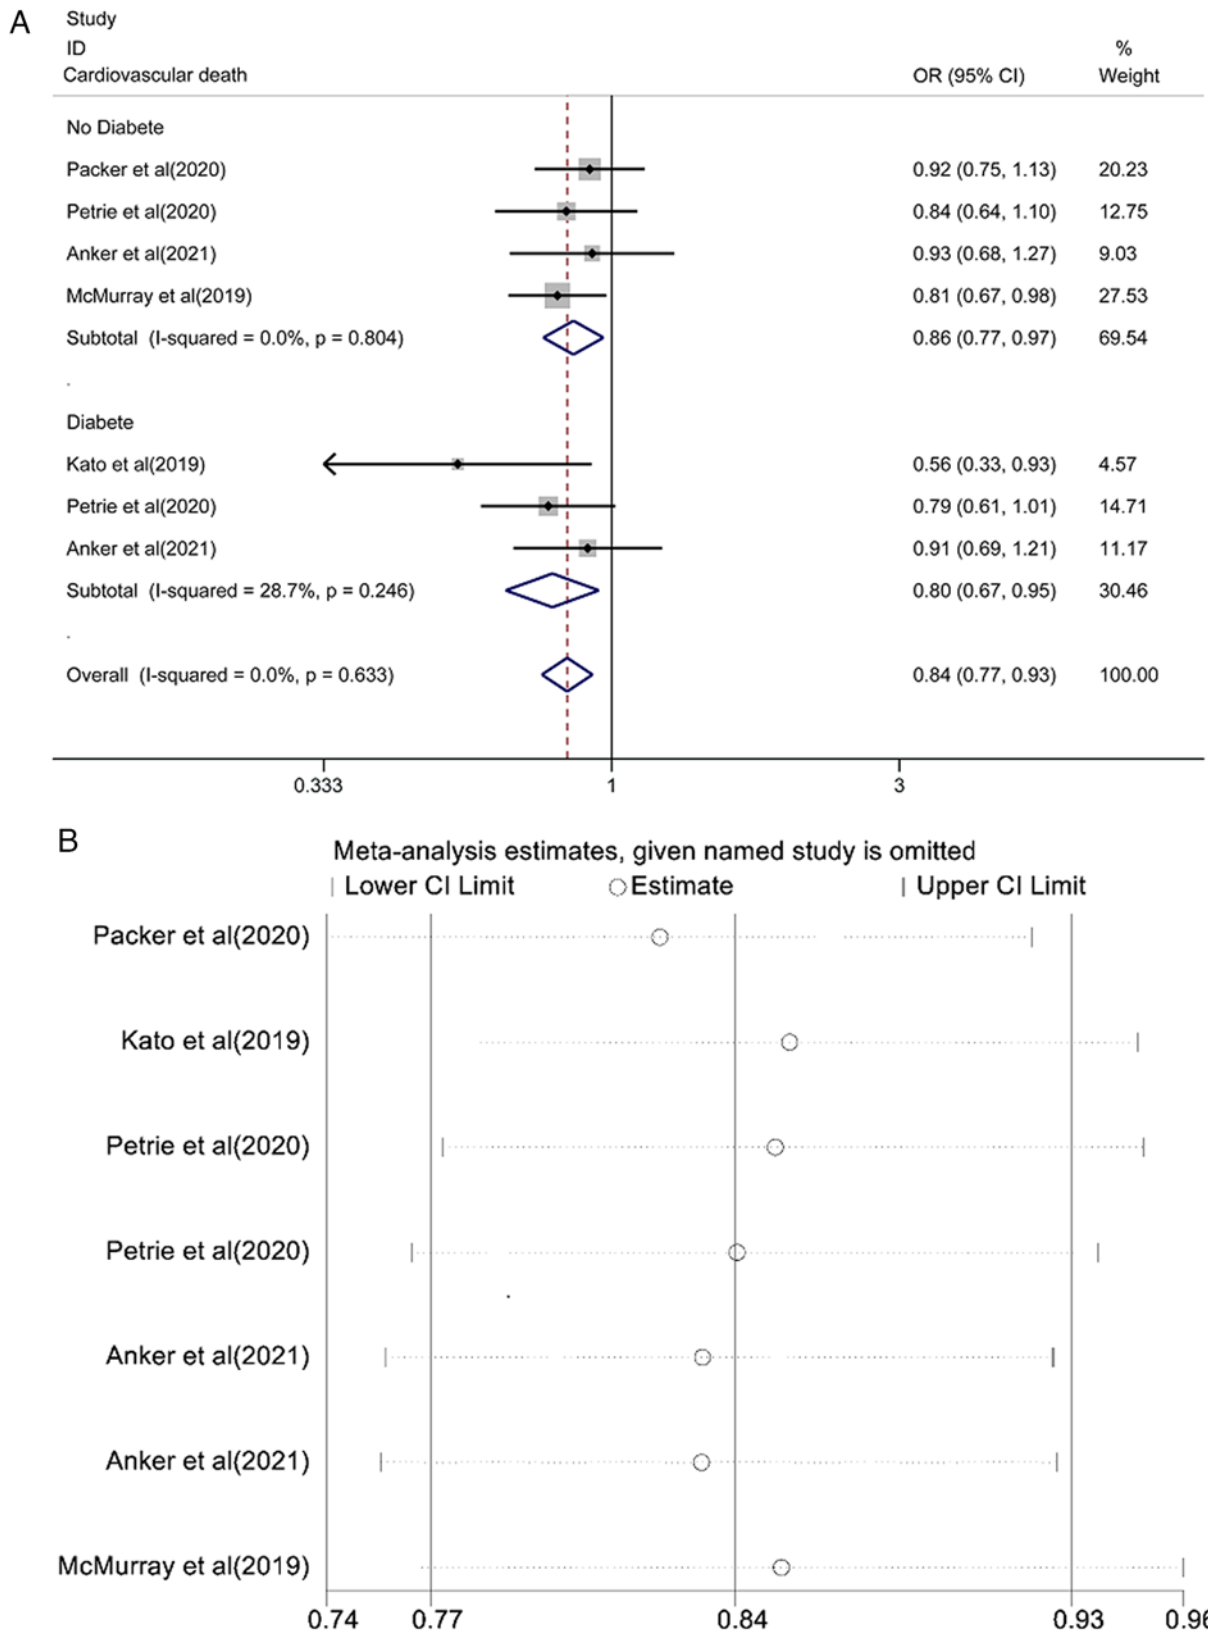 A
Study
ID
%
Cardiovascular death OR (95% CI) Weight
No Diabete
Packer et al(2020) 0.92 (0.75, 1.13) 20.23
Petrie et al(2020) 0.84 (0.64, 1.10) 12.75
Anker et al(2021) 0.93 (0.68, 1.27) 9.03
McMurray et al(2019) 0.81 (0.67, 0.98) 27.53
Subtotal (I-squared = 0.0%, p = 0.804) 0.86 (0.77, 0.97) 69.54
.
Diabete
Kato et al(2019) 0.56 (0.33, 0.93) 4.57
Petrie et al(2020) 0.79 (0.61, 1.01) 14.71
Anker et al(2021) 0.91 (0.69, 1.21) 11.17
Subtotal (I-squared = 28.7%, p = 0.246) 0.80 (0.67, 0.95) 30.46
.
Overall (I-squared = 0.0%, p = 0.633) 0.84 (0.77, 0.93) 100.00
0.333 1 3
B
Meta-analysis estimates, given named study is omitted
Lower CI Limit Estimate Upper CI Limit
Packer et al(2020)
Kato et al(2019)
Petrie et al(2020)
Petrie et al(2020)
Anker et al(2021)
Anker et al(2021)
McMurray et al(2019)
0.74 0.77 0.84 0.93 0.96